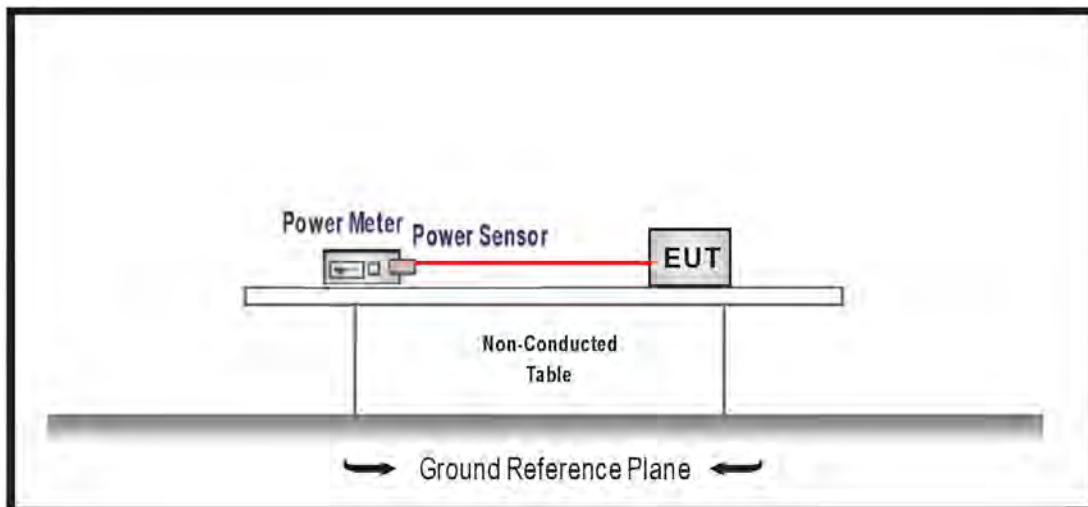 Power Meter
Power Sensor
EUT
Non-Conducted
Table
Ground Reference Plane